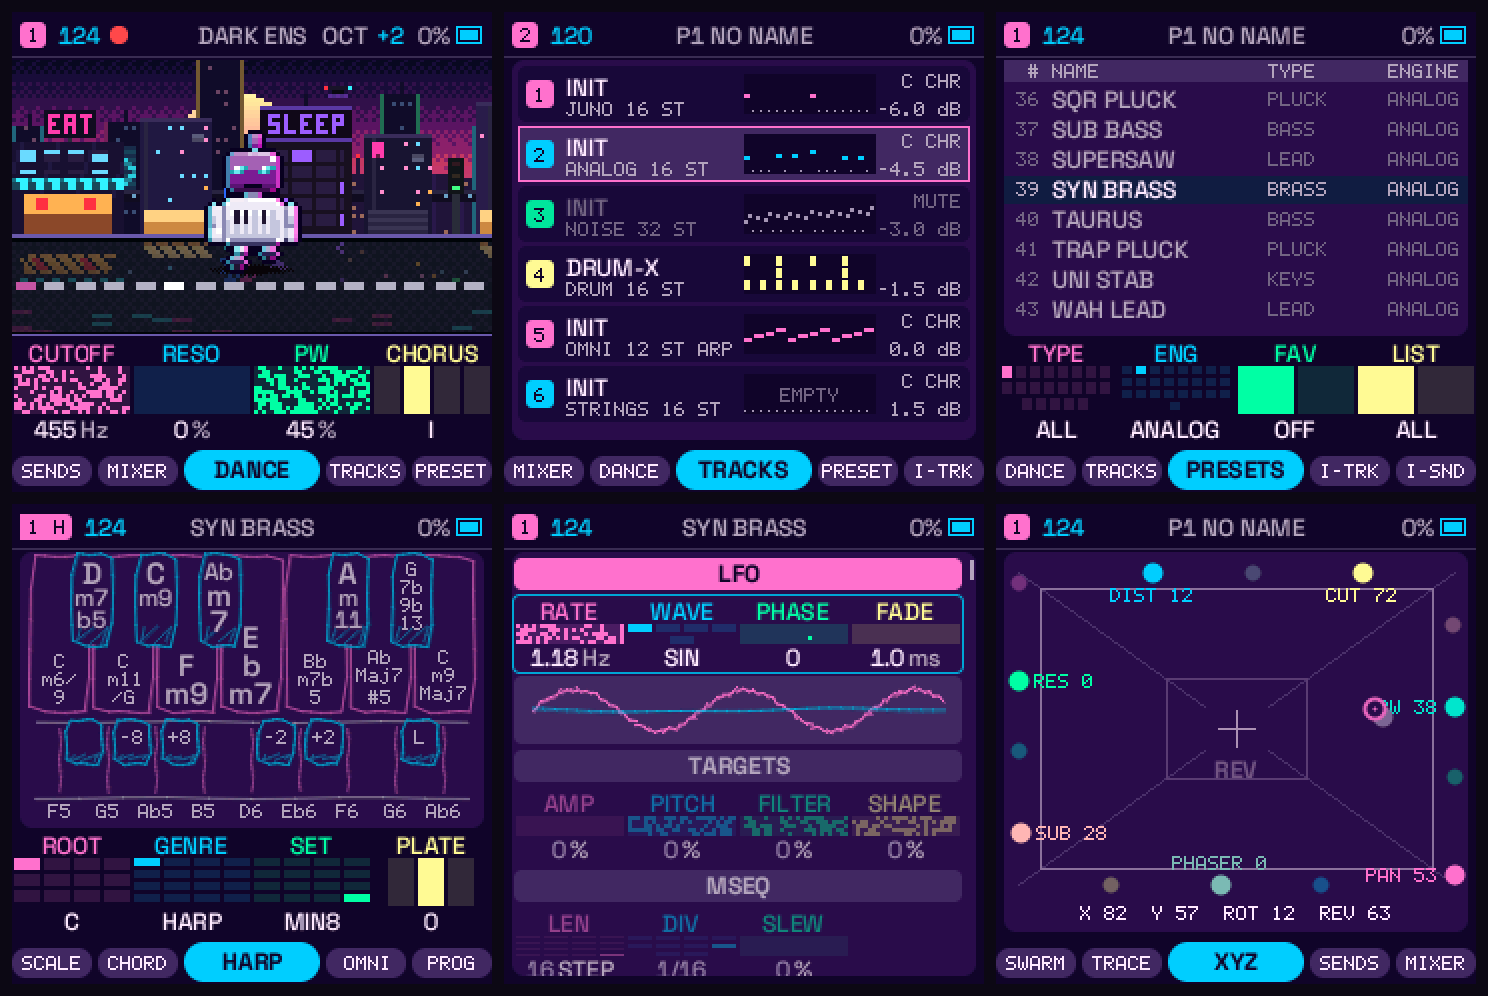 1 124 DARK ENS OCT +2 0%
EAT SLEEP
CUTOFF RESO PW CHORUS
455 Hz 0 % 45 % I
SENDS MIXER DANCE TRACKS PRESET
2 120 P1 NO NAME 0%
1 INIT C CHR
JUNO 16 ST -6.0 dB
2 INIT C CHR
ANALOG 16 ST -4.5 dB
3 INIT MUTE
NOISE 32 ST -3.0 dB
4 DRUM-X
DRUM 16 ST -1.5 dB
5 INIT C CHR
OMNI 12 ST ARP 0.0 dB
6 INIT EMPTY C CHR
STRINGS 16 ST 1.5 dB
MIXER DANCE TRACKS PRESET I-TRK
1 124 P1 NO NAME 0%
# NAME TYPE ENGINE
36 SQR PLUCK PLUCK ANALOG
37 SUB BASS BASS ANALOG
38 SUPERSAW LEAD ANALOG
39 SYN BRASS BRASS ANALOG
40 TAURUS BASS ANALOG
41 TRAP PLUCK PLUCK ANALOG
42 UNI STAB KEYS ANALOG
43 WAH LEAD LEAD ANALOG
TYPE ENG FAV LIST
ALL ANALOG OFF ALL
DANCE TRACKS PRESETS I-TRK I-SND
1 H 124 SYN BRASS 0%
D m7 b5
C m9
Ab m 7
A m 11
G 7b 9b 13
C m6/ 9
C m11 /G
F m9
E b m7
Bb m7b 5
Ab Maj7 #5
C m9 Maj7
-8 +8 -2 +2 L
F5 G5 Ab5 B5 D6 Eb6 F6 G6 Ab6
ROOT GENRE SET PLATE
C HARP MIN8 0
SCALE CHORD HARP OMNI PROG
1 124 SYN BRASS 0%
LFO
RATE WAVE PHASE FADE
1.18 Hz SIN 0 1.0 ms
TARGETS
AMP PITCH FILTER SHAPE
0 % 0 % 0 % 0 %
MSEQ
LEN DIV SLEW
16 STEP 1/16 0 %
1 124 P1 NO NAME 0%
DIST 12 CUT 72
RES 0
W 38
REV
SUB 28
PHASER 0
PAN 53
X 82 Y 57 ROT 12 REV 63
SWARM TRACE XYZ SENDS MIXER